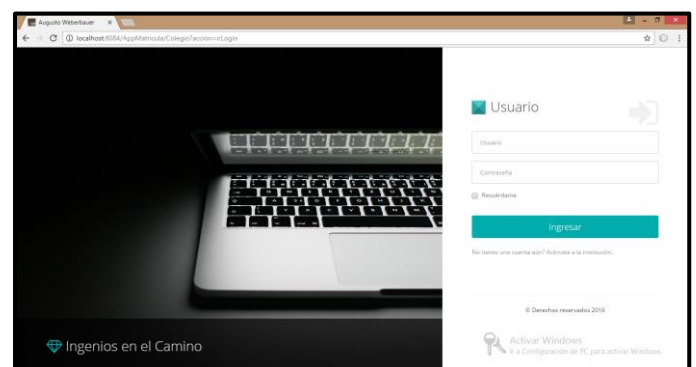 Augusto Weberbauer
localhost:8084/AppMatricula/Colegio?accion=irLogin
Usuario
Usuario
Contraseña
Recuérdame
Ingresar
No tienes una cuenta aún? Acércate a la institución.
© Derechos reservados 2016
Ingenios en el Camino
Activar Windows
Ir a Configuración de PC para activar Windows.